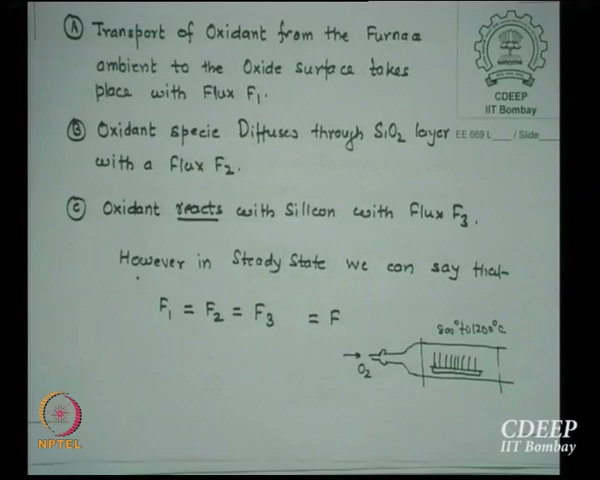 (A) Transport of Oxidant from the Furnace
ambient to the Oxide surface takes
place with Flux F1.
(B) Oxidant specie Diffuses through SiO2 layer
with a flux F2.
(C) Oxidant reacts with Silicon with flux F3.
However in Steady State we can say that-
F1 = F2 = F3 = F
800° to 1200°C
O2
CDEEP
IIT Bombay
EE 669 L___ / Slide___
NPTEL
CDEEP
IIT Bombay